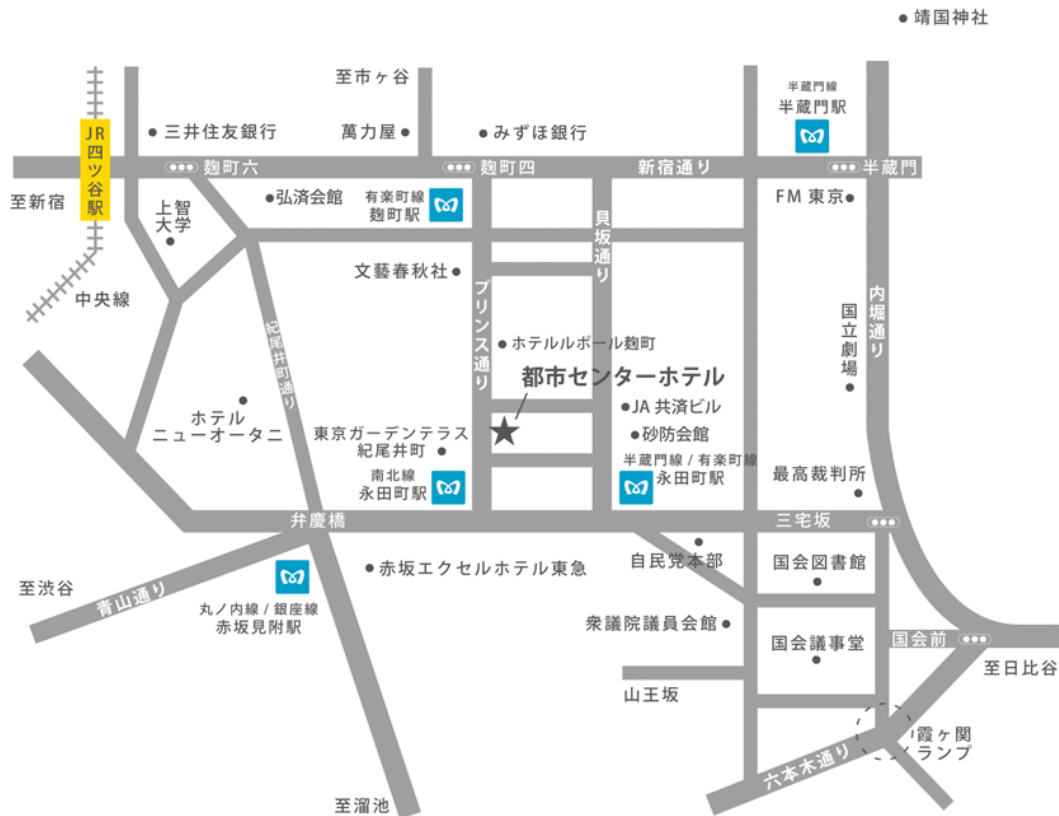 靖国神社
至市ヶ谷
半蔵門線
半蔵門駅
JR四ツ谷駅
三井住友銀行
萬力屋
みずほ銀行
麹町六
麹町四
新宿通り
半蔵門
至新宿
上智
大学
弘済会館
有楽町線
麹町駅
貝坂通り
FM 東京
中央線
文藝春秋社
プリンス通り
内堀通り
国立劇場
紀尾井町通り
ホテルルポール麹町
都市センターホテル
ホテル
ニューオータニ
JA 共済ビル
東京ガーデンテラス
紀尾井町
砂防会館
南北線
永田町駅
半蔵門線 / 有楽町線
永田町駅
最高裁判所
弁慶橋
三宅坂
自民党本部
国会図書館
赤坂エクセルホテル東急
至渋谷
青山通り
丸ノ内線 / 銀座線
赤坂見附駅
衆議院議員会館
国会議事堂
国会前
至日比谷
山王坂
霞ヶ関
ランプ
六本木通り
至溜池